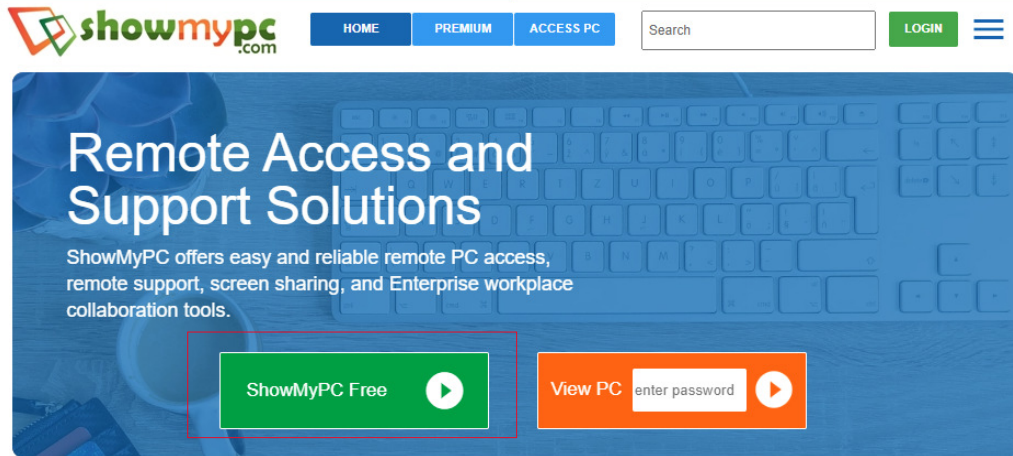 showmypc
.com
HOME
PREMIUM
ACCESS PC
Search
LOGIN
Remote Access and
Support Solutions
ShowMyPC offers easy and reliable remote PC access,
remote support, screen sharing, and Enterprise workplace
collaboration tools.
ShowMyPC Free
View PC
enter password